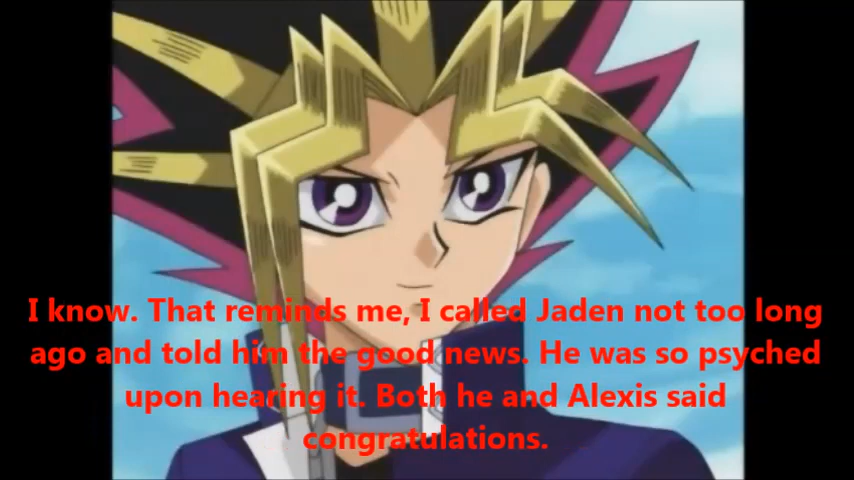 I know. That reminds me, I called Jaden not too long
ago and told him the good news. He was so psyched
upon hearing it. Both he and Alexis said
congratulations.